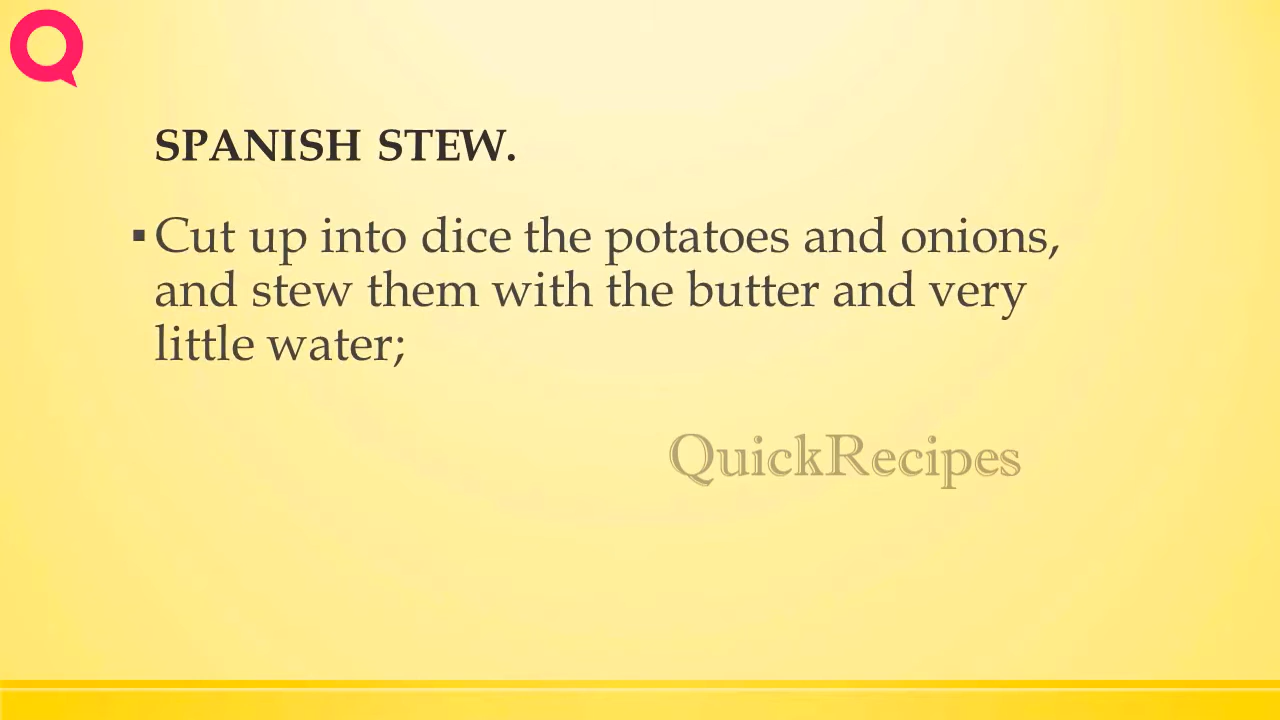 SPANISH STEW.
▪ Cut up into dice the potatoes and onions,
and stew them with the butter and very
little water;
QuickRecipes